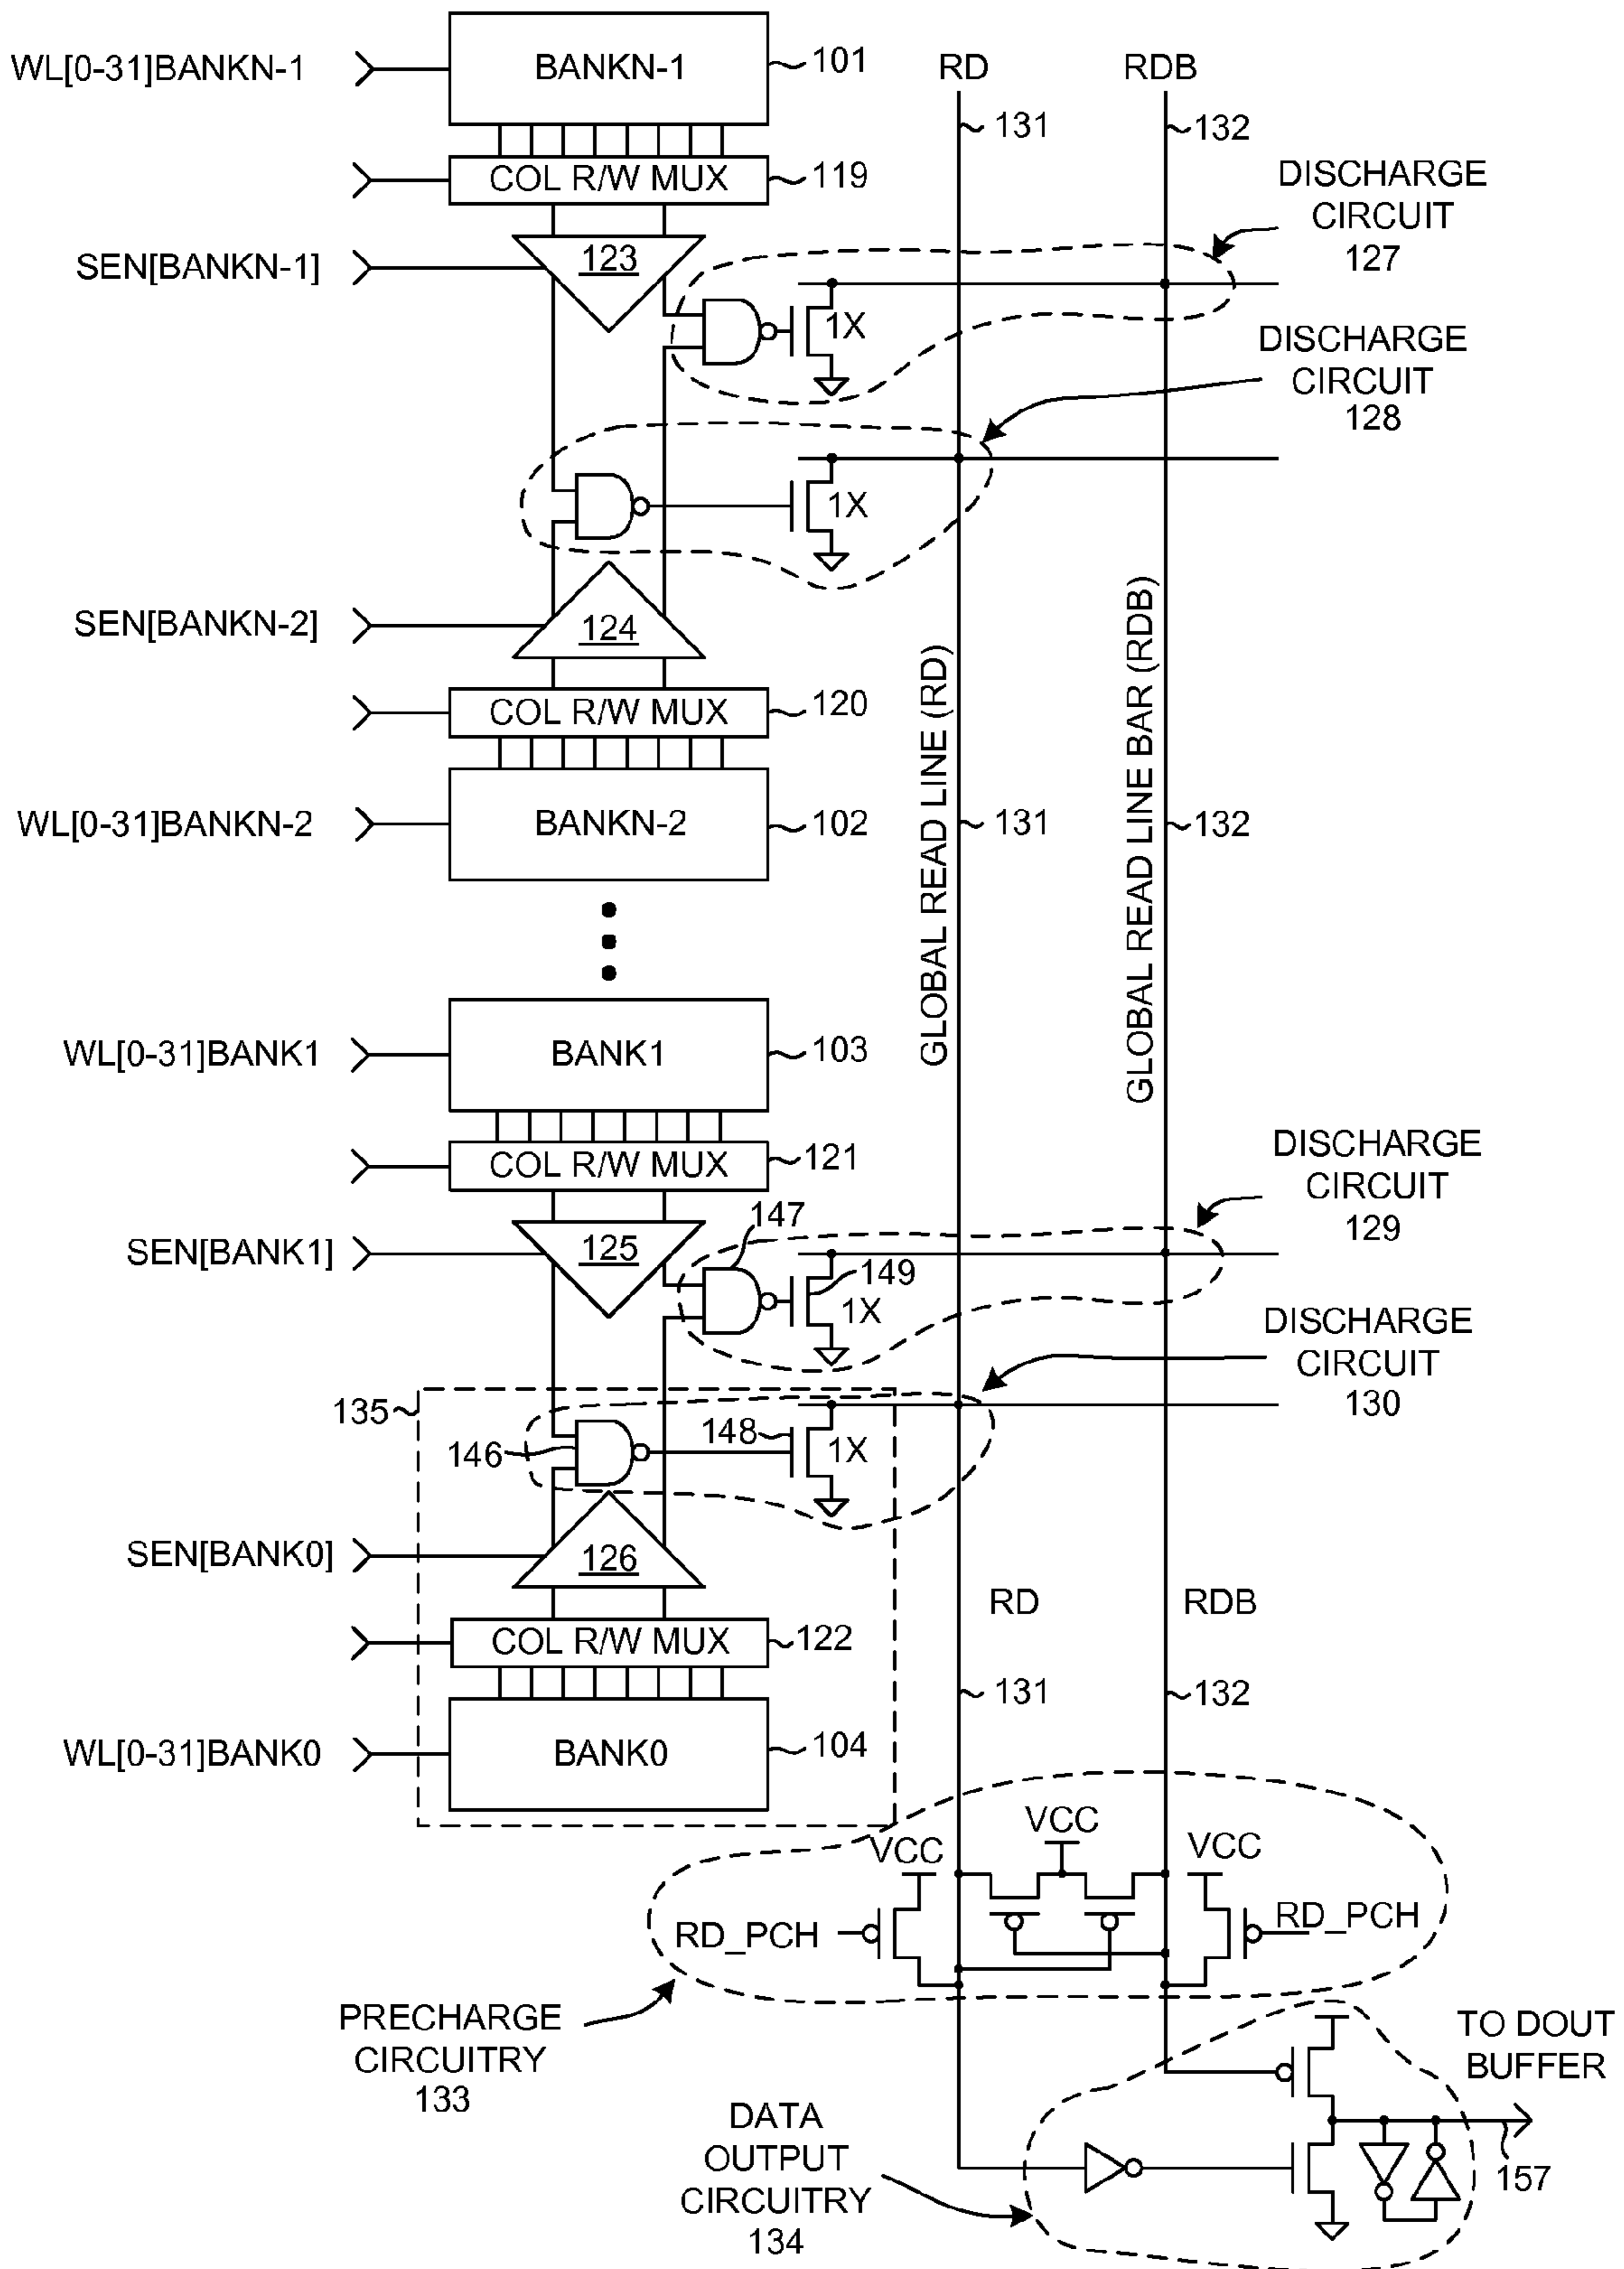 WL[0-31]BANKN-1
BANKN-1
101
RD
RDB
131
132
COL R/W MUX
119
DISCHARGE
CIRCUIT
127
SEN[BANKN-1]
123
1X
DISCHARGE
CIRCUIT
128
1X
SEN[BANKN-2]
124
COL R/W MUX
120
GLOBAL READ LINE (RD)
GLOBAL READ LINE BAR (RDB)
WL[0-31]BANKN-2
BANKN-2
102
131
132
WL[0-31]BANK1
BANK1
103
COL R/W MUX
121
DISCHARGE
CIRCUIT
129
147
SEN[BANK1]
125
149
1X
DISCHARGE
CIRCUIT
130
135
146
148
1X
SEN[BANK0]
126
RD
RDB
COL R/W MUX
122
131
132
WL[0-31]BANK0
BANK0
104
VCC
VCC
VCC
RD_PCH
RD_PCH
PRECHARGE
CIRCUITRY
133
TO DOUT
BUFFER
DATA
OUTPUT
CIRCUITRY
134
157